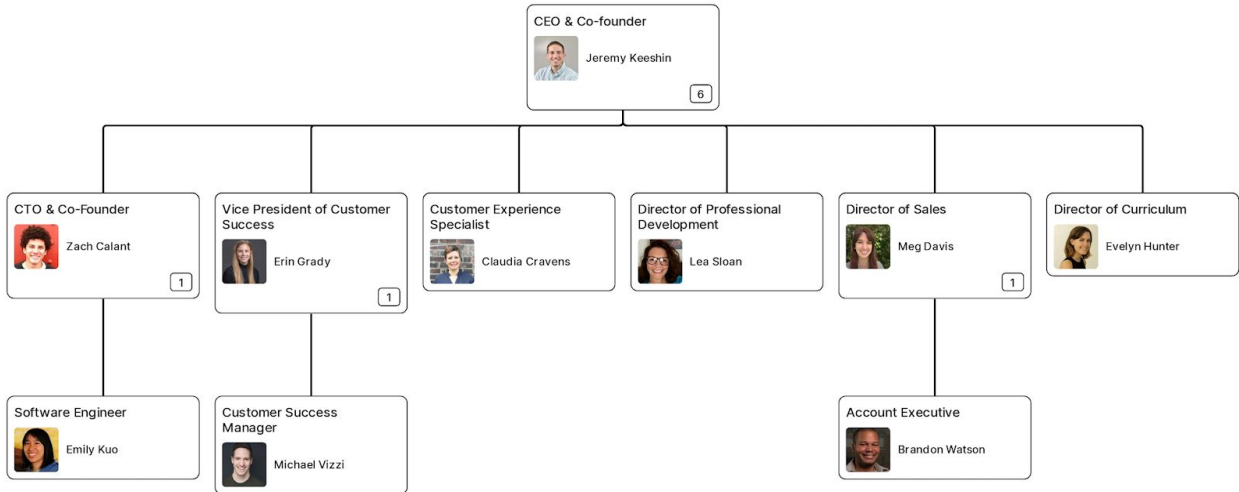 CEO & Co-founder
Jeremy Keeshin
6
CTO & Co-Founder
Zach Calant
1
Vice President of Customer
Success
Erin Grady
1
Customer Experience
Specialist
Claudia Cravens
Director of Professional
Development
Lea Sloan
Director of Sales
Meg Davis
1
Director of Curriculum
Evelyn Hunter
Software Engineer
Emily Kuo
Customer Success
Manager
Michael Vizzi
Account Executive
Brandon Watson